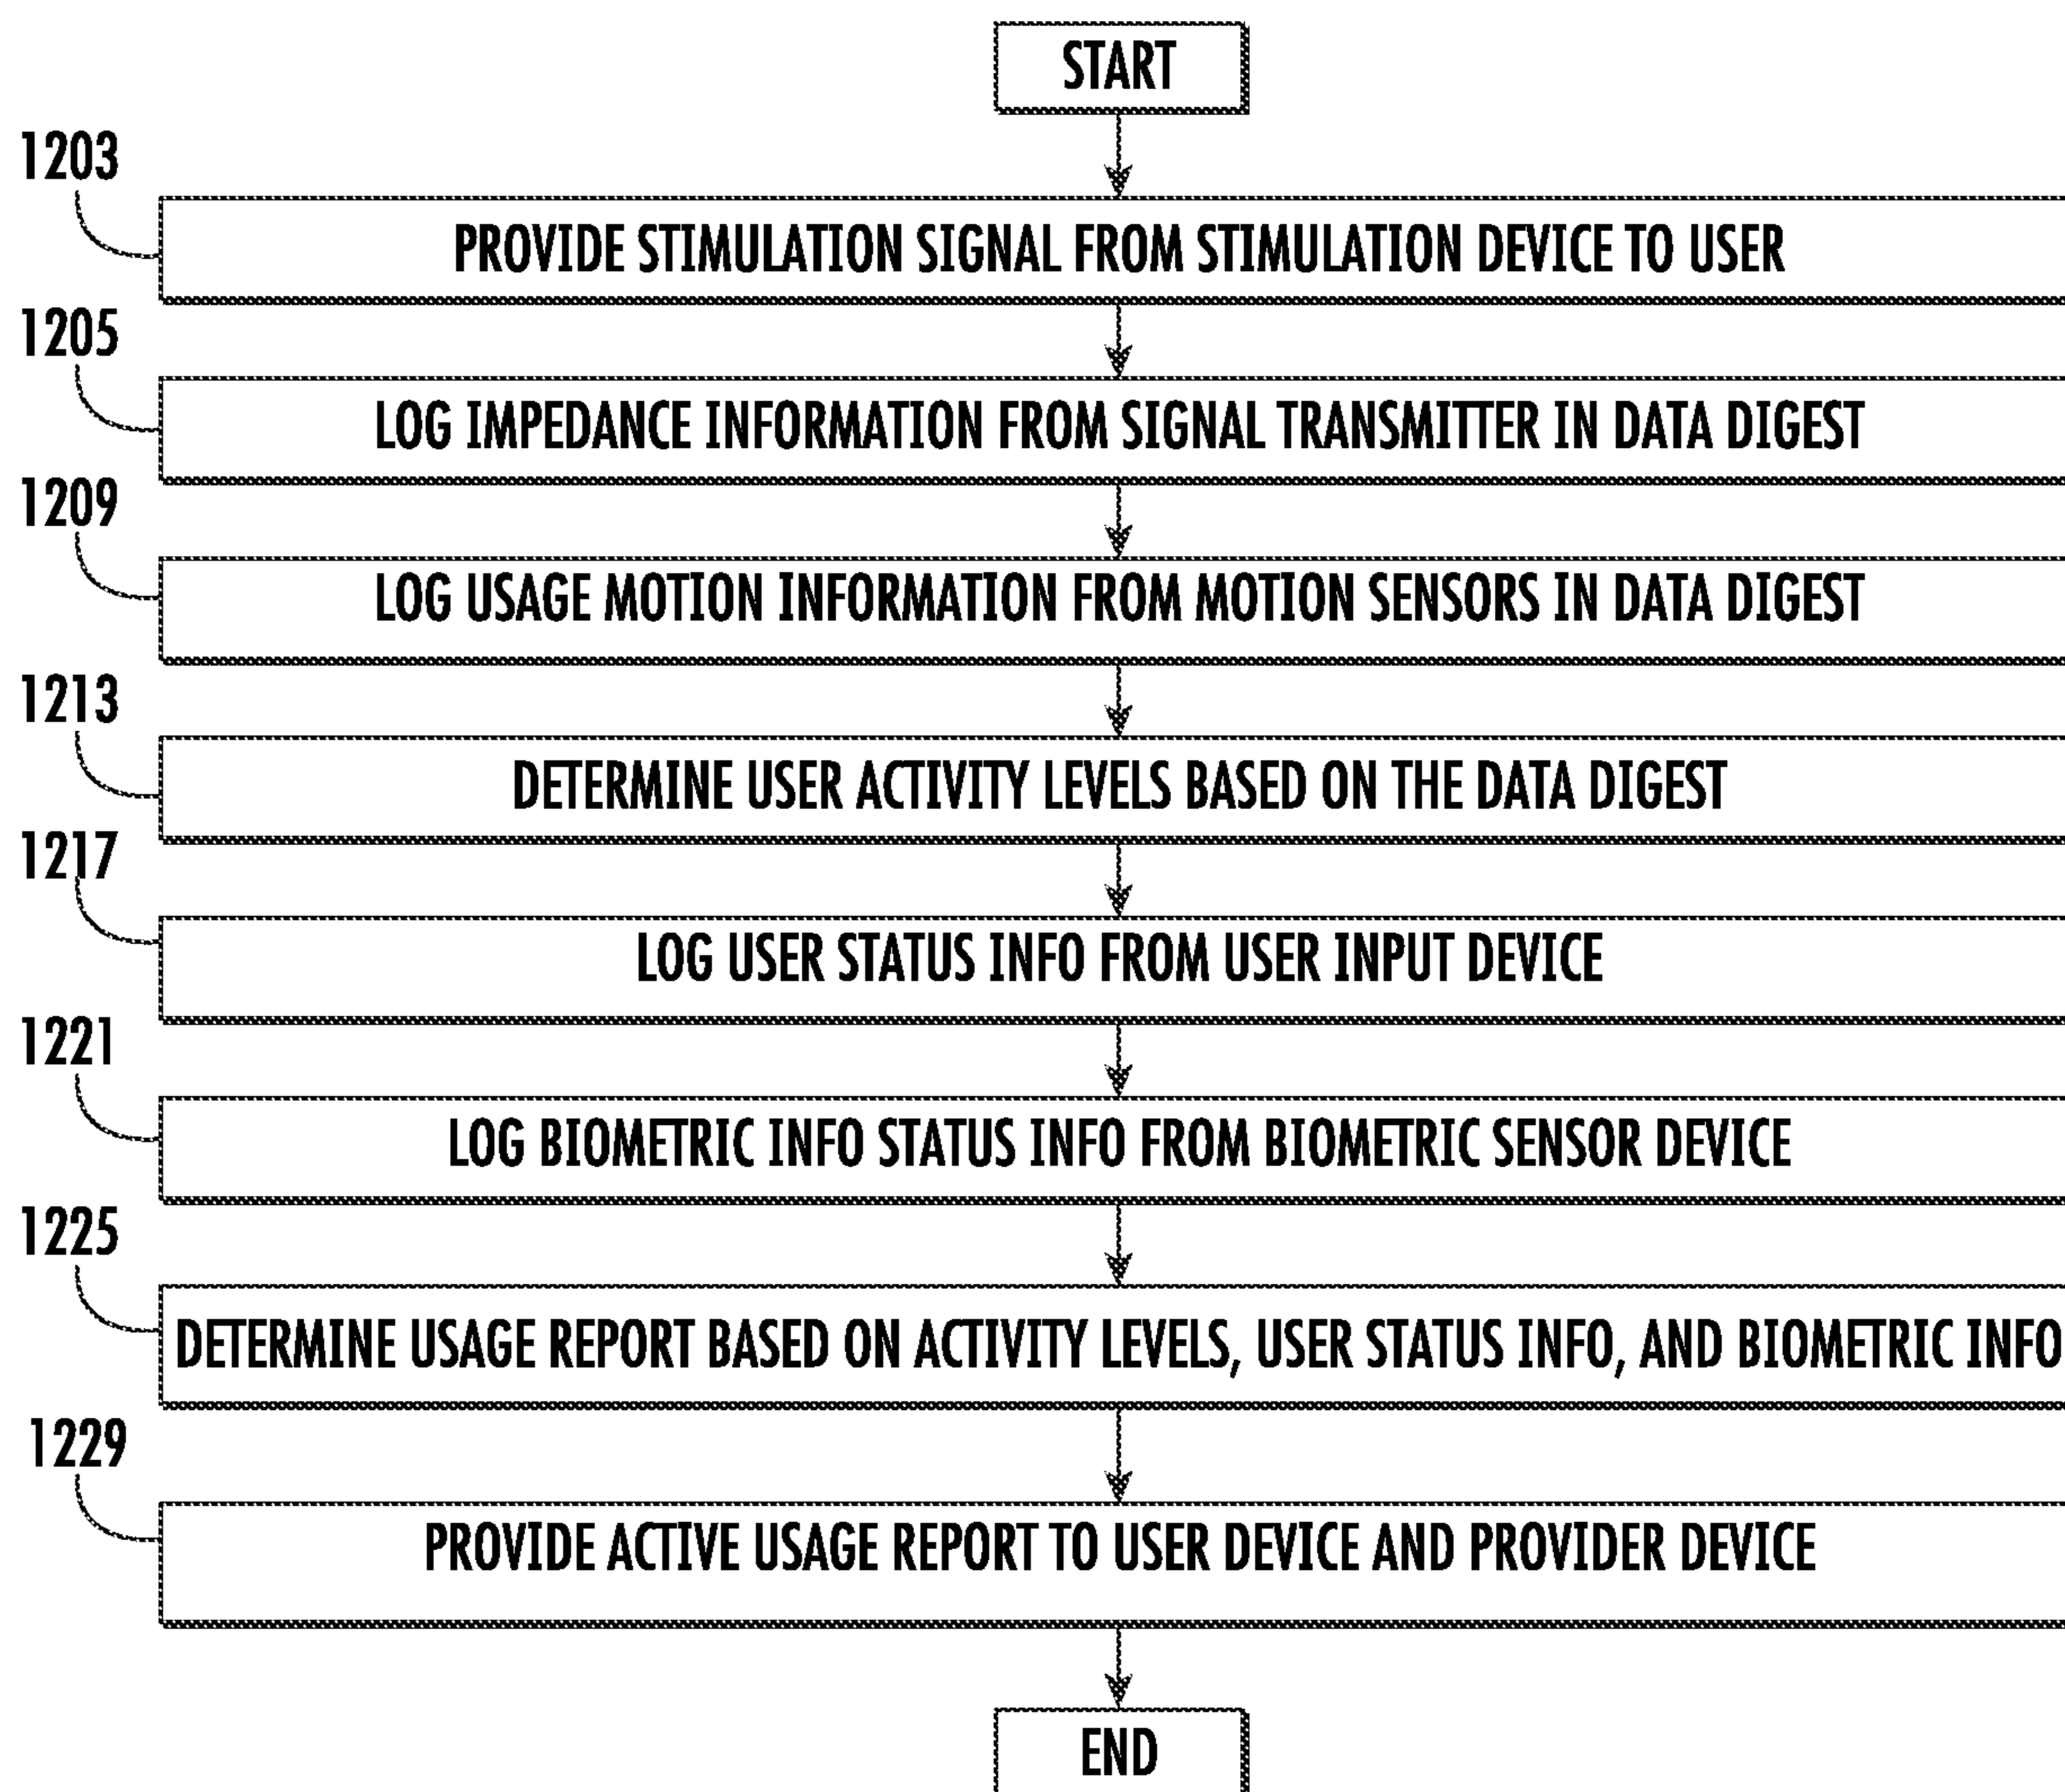 START
1203
PROVIDE STIMULATION SIGNAL FROM STIMULATION DEVICE TO USER
1205
LOG IMPEDANCE INFORMATION FROM SIGNAL TRANSMITTER IN DATA DIGEST
1209
LOG USAGE MOTION INFORMATION FROM MOTION SENSORS IN DATA DIGEST
1213
DETERMINE USER ACTIVITY LEVELS BASED ON THE DATA DIGEST
1217
LOG USER STATUS INFO FROM USER INPUT DEVICE
1221
LOG BIOMETRIC INFO STATUS INFO FROM BIOMETRIC SENSOR DEVICE
1225
DETERMINE USAGE REPORT BASED ON ACTIVITY LEVELS, USER STATUS INFO, AND BIOMETRIC INFO
1229
PROVIDE ACTIVE USAGE REPORT TO USER DEVICE AND PROVIDER DEVICE
END